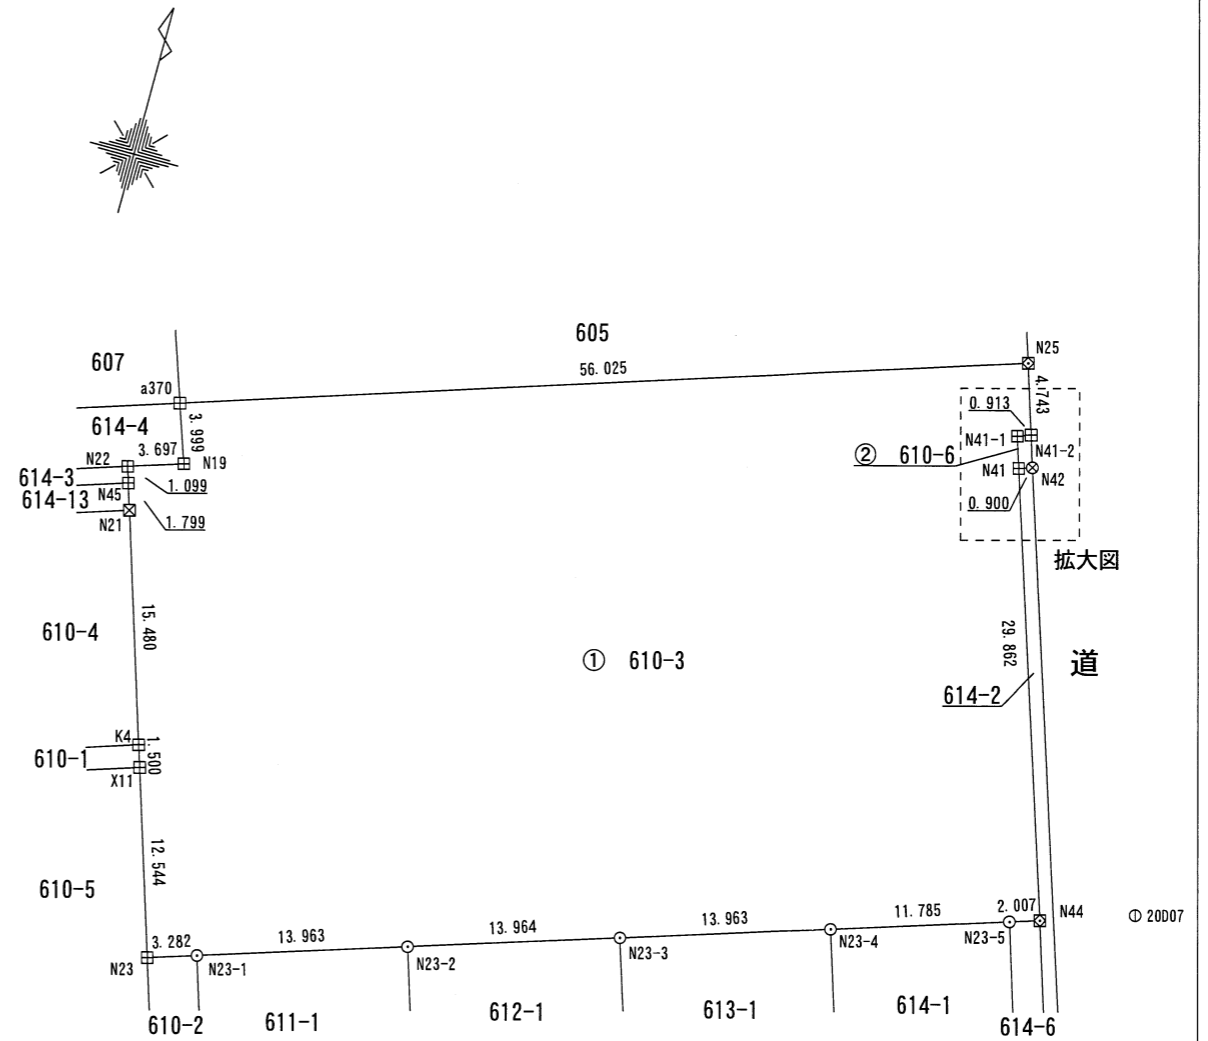 605
607
N25
56. 025
a370
4. 743
3. 999
0. 913
614-4
3. 697
N22
N19
N41-1
N41-2
② 610-6
N41
N42
614-3
1. 099
N45
614-13
1. 799
0. 900
N21
拡大図
15. 480
29. 862
610-4
① 610-3
道
614-2
K4
1. 500
610-1
X11
12. 544
610-5
2. 007
N44
20D07
11. 785
13. 963
13. 964
13. 963
3. 282
N23
N23-1
N23-2
N23-3
N23-4
N23-5
610-2
611-1
612-1
613-1
614-1
614-6